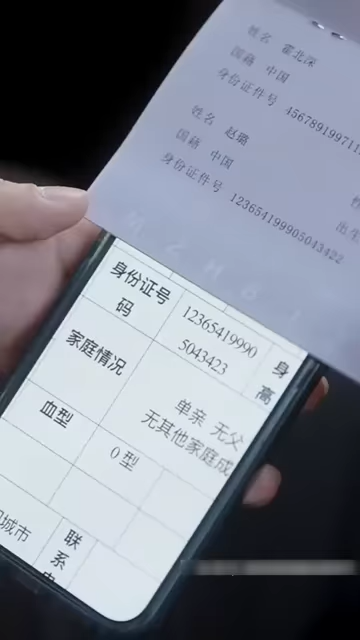 姓名 霍北深
国籍 中国
身份证件号 45678919971
姓名 赵璐
国籍 中国
身份证件号 123654199905043422
出生
身份证号码
12365419990
5043423
身高
家庭情况
单亲 无父
无其他家庭成
血型
O 型
城市
联系